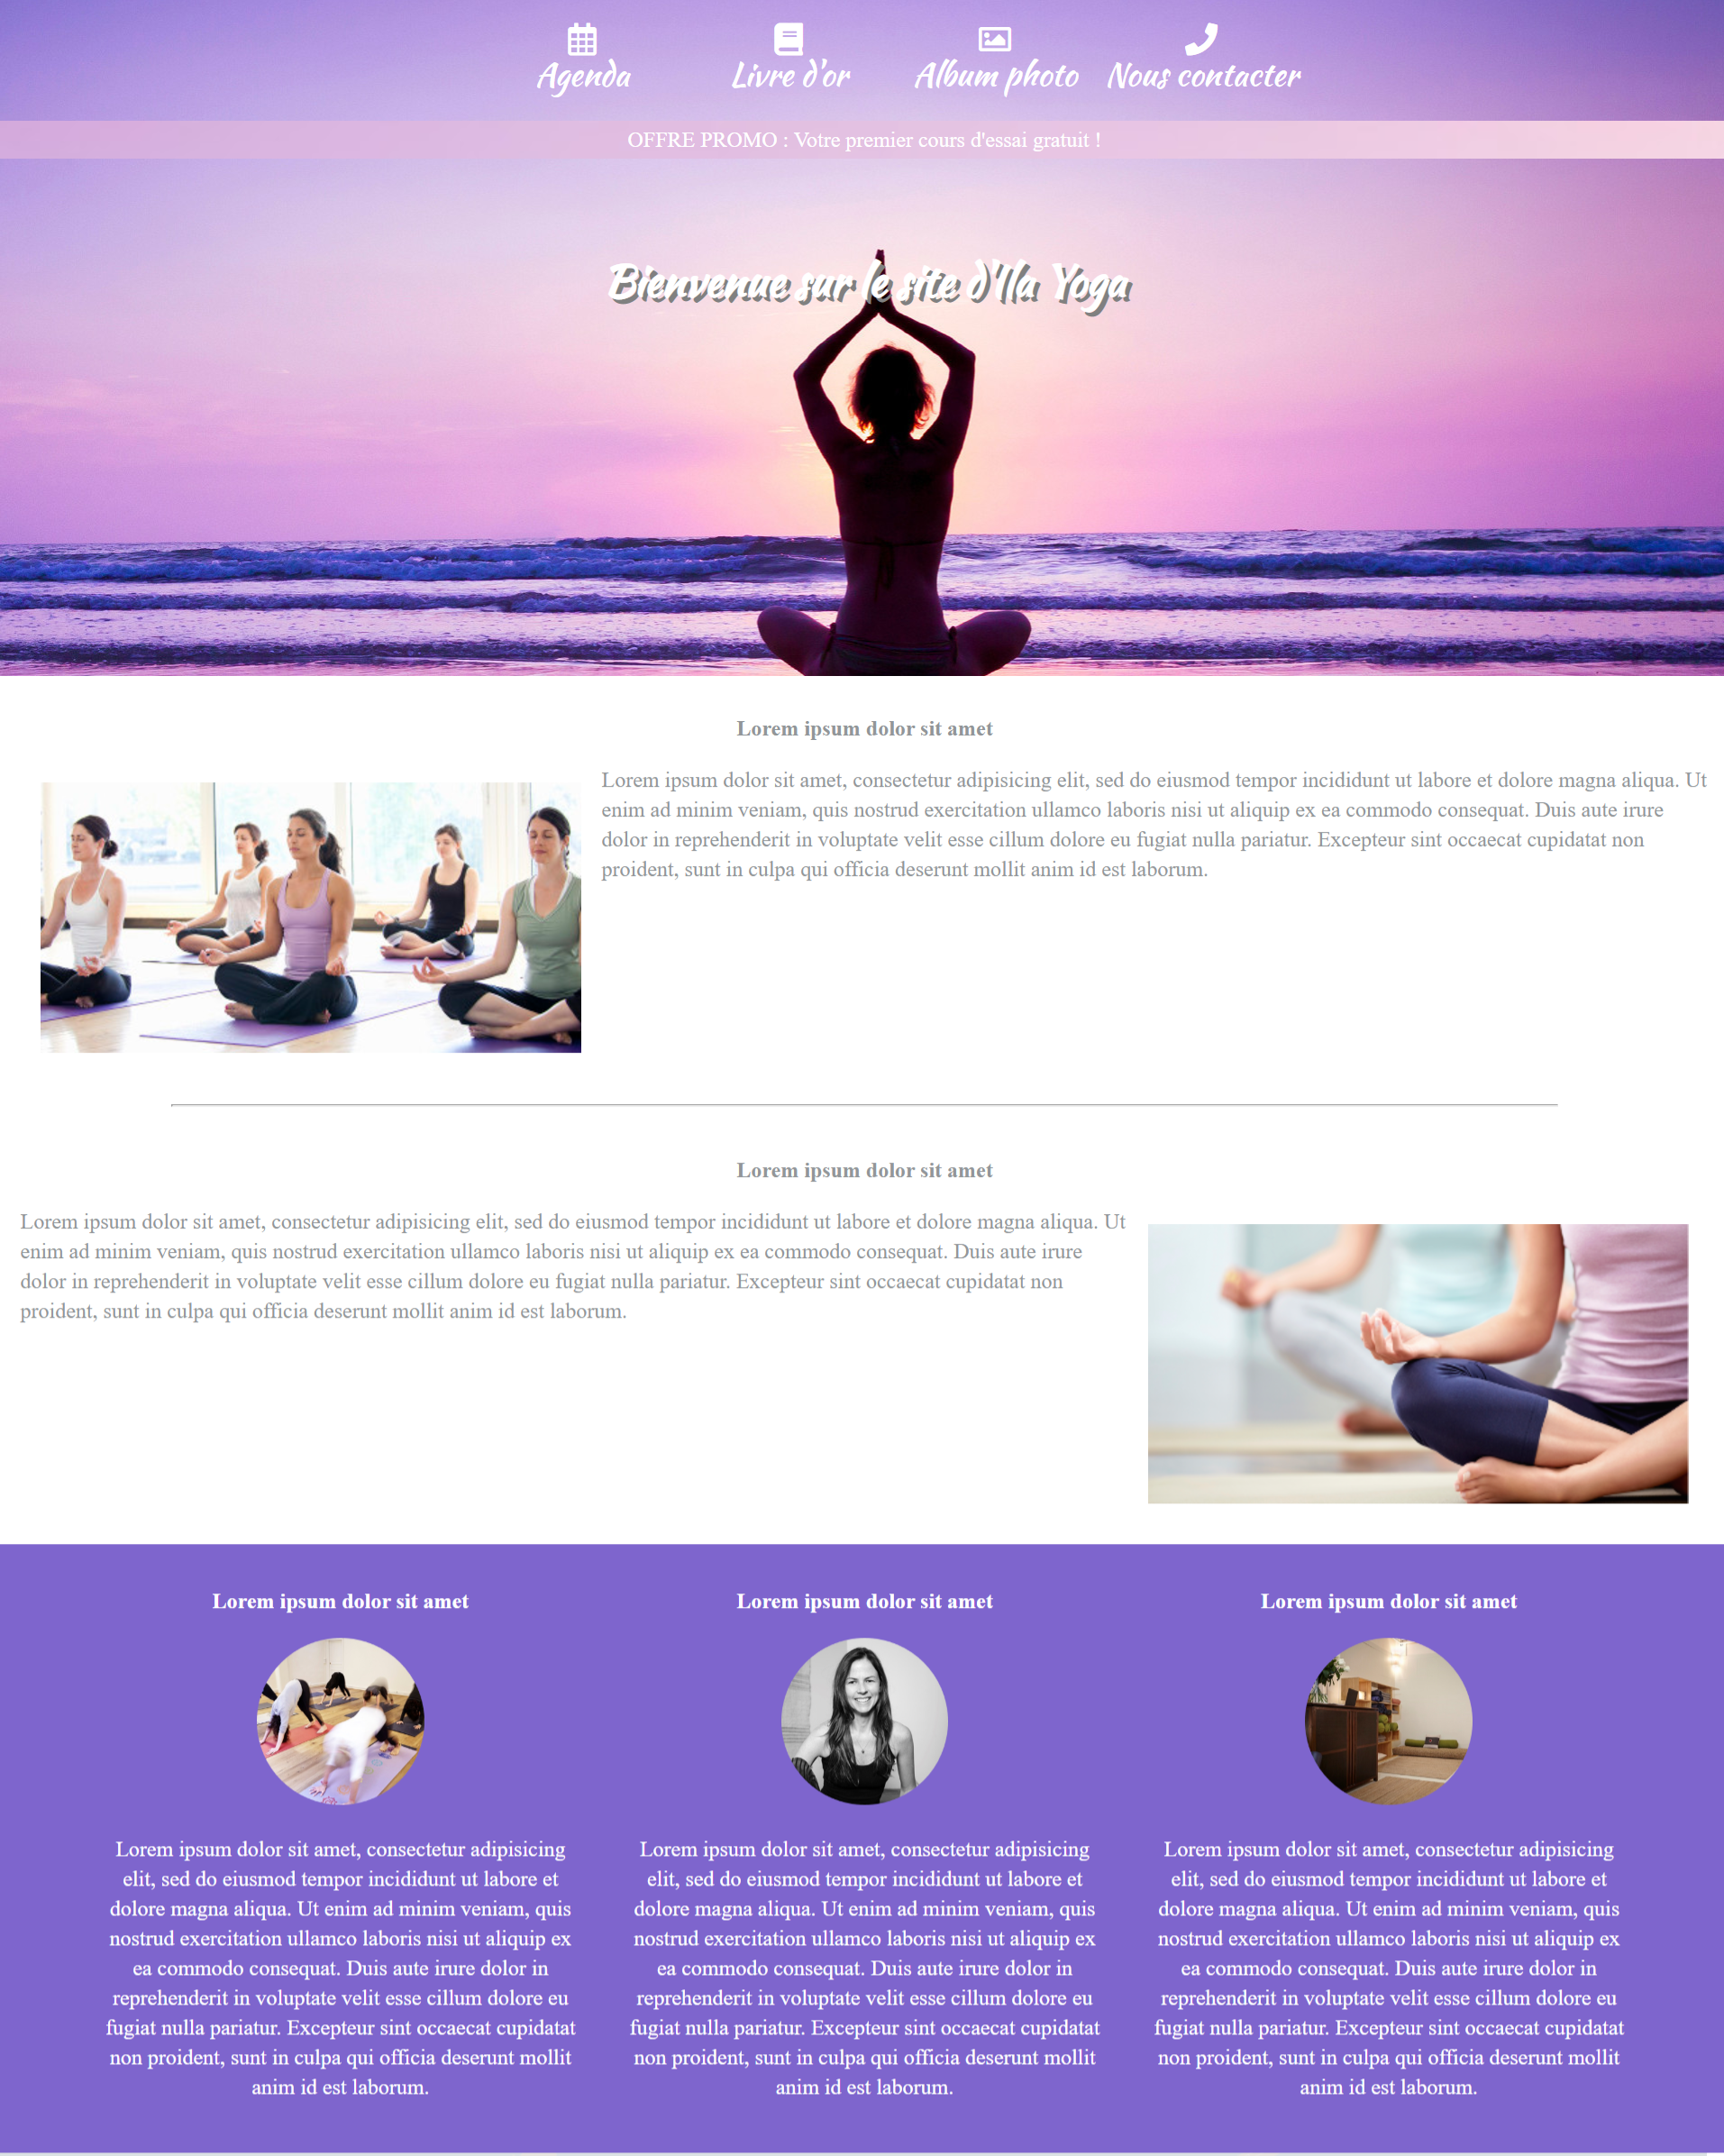 Agenda
Livre d'or
Album photo
Nous contacter
OFFRE PROMO : Votre premier cours d'essai gratuit !
Bienvenue sur le site d'Ila Yoga
Lorem ipsum dolor sit amet
Lorem ipsum dolor sit amet, consectetur adipisicing elit, sed do eiusmod tempor incididunt ut labore et dolore magna aliqua. Ut
enim ad minim veniam, quis nostrud exercitation ullamco laboris nisi ut aliquip ex ea commodo consequat. Duis aute irure
dolor in reprehenderit in voluptate velit esse cillum dolore eu fugiat nulla pariatur. Excepteur sint occaecat cupidatat non
proident, sunt in culpa qui officia deserunt mollit anim id est laborum.
Lorem ipsum dolor sit amet
Lorem ipsum dolor sit amet, consectetur adipisicing elit, sed do eiusmod tempor incididunt ut labore et dolore magna aliqua. Ut
enim ad minim veniam, quis nostrud exercitation ullamco laboris nisi ut aliquip ex ea commodo consequat. Duis aute irure
dolor in reprehenderit in voluptate velit esse cillum dolore eu fugiat nulla pariatur. Excepteur sint occaecat cupidatat non
proident, sunt in culpa qui officia deserunt mollit anim id est laborum.
Lorem ipsum dolor sit amet
Lorem ipsum dolor sit amet, consectetur adipisicing
elit, sed do eiusmod tempor incididunt ut labore et
dolore magna aliqua. Ut enim ad minim veniam, quis
nostrud exercitation ullamco laboris nisi ut aliquip ex
ea commodo consequat. Duis aute irure dolor in
reprehenderit in voluptate velit esse cillum dolore eu
fugiat nulla pariatur. Excepteur sint occaecat cupidatat
non proident, sunt in culpa qui officia deserunt mollit
anim id est laborum.
Lorem ipsum dolor sit amet
Lorem ipsum dolor sit amet, consectetur adipisicing
elit, sed do eiusmod tempor incididunt ut labore et
dolore magna aliqua. Ut enim ad minim veniam, quis
nostrud exercitation ullamco laboris nisi ut aliquip ex
ea commodo consequat. Duis aute irure dolor in
reprehenderit in voluptate velit esse cillum dolore eu
fugiat nulla pariatur. Excepteur sint occaecat cupidatat
non proident, sunt in culpa qui officia deserunt mollit
anim id est laborum.
Lorem ipsum dolor sit amet
Lorem ipsum dolor sit amet, consectetur adipisicing
elit, sed do eiusmod tempor incididunt ut labore et
dolore magna aliqua. Ut enim ad minim veniam, quis
nostrud exercitation ullamco laboris nisi ut aliquip ex
ea commodo consequat. Duis aute irure dolor in
reprehenderit in voluptate velit esse cillum dolore eu
fugiat nulla pariatur. Excepteur sint occaecat cupidatat
non proident, sunt in culpa qui officia deserunt mollit
anim id est laborum.